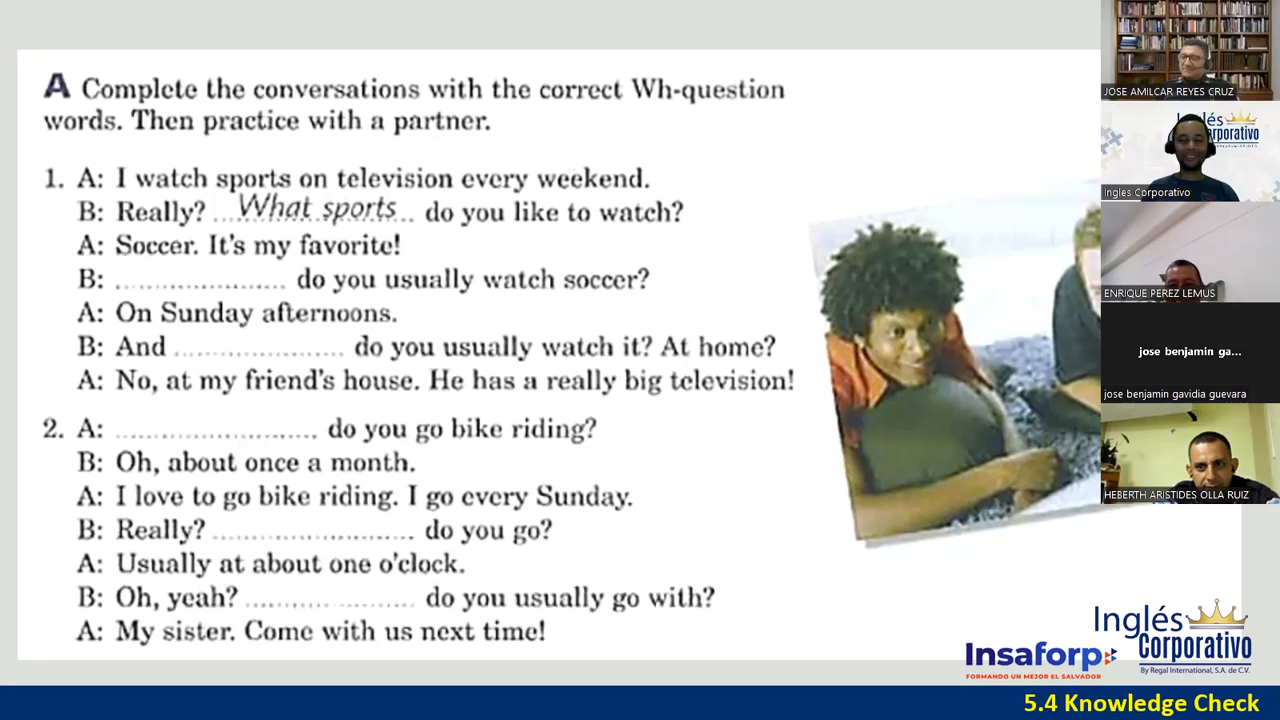 A Complete the conversations with the correct Wh-question
words. Then practice with a partner.
1. A: I watch sports on television every weekend.
B: Really? What sports do you like to watch?
A: Soccer. It's my favorite!
B: .................... do you usually watch soccer?
A: On Sunday afternoons.
B: And .................... do you usually watch it? At home?
A: No, at my friend's house. He has a really big television!
2. A: ........................ do you go bike riding?
B: Oh, about once a month.
A: I love to go bike riding. I go every Sunday.
B: Really? ........................ do you go?
A: Usually at about one o'clock.
B: Oh, yeah? .................... do you usually go with?
A: My sister. Come with us next time!
JOSE AMILCAR REYES CRUZ
Inglés
Corporativo
Ingles Corporativo
ENRIQUE PEREZ LEMUS
jose benjamin ga...
jose benjamin gavidia guevara
HEBERTH ARISTIDES OLLA RUIZ
Insaforp
FORMANDO UN MEJOR EL SALVADOR
Inglés
Corporativo
By Regal International, S.A. de C.V.
5.4 Knowledge Check